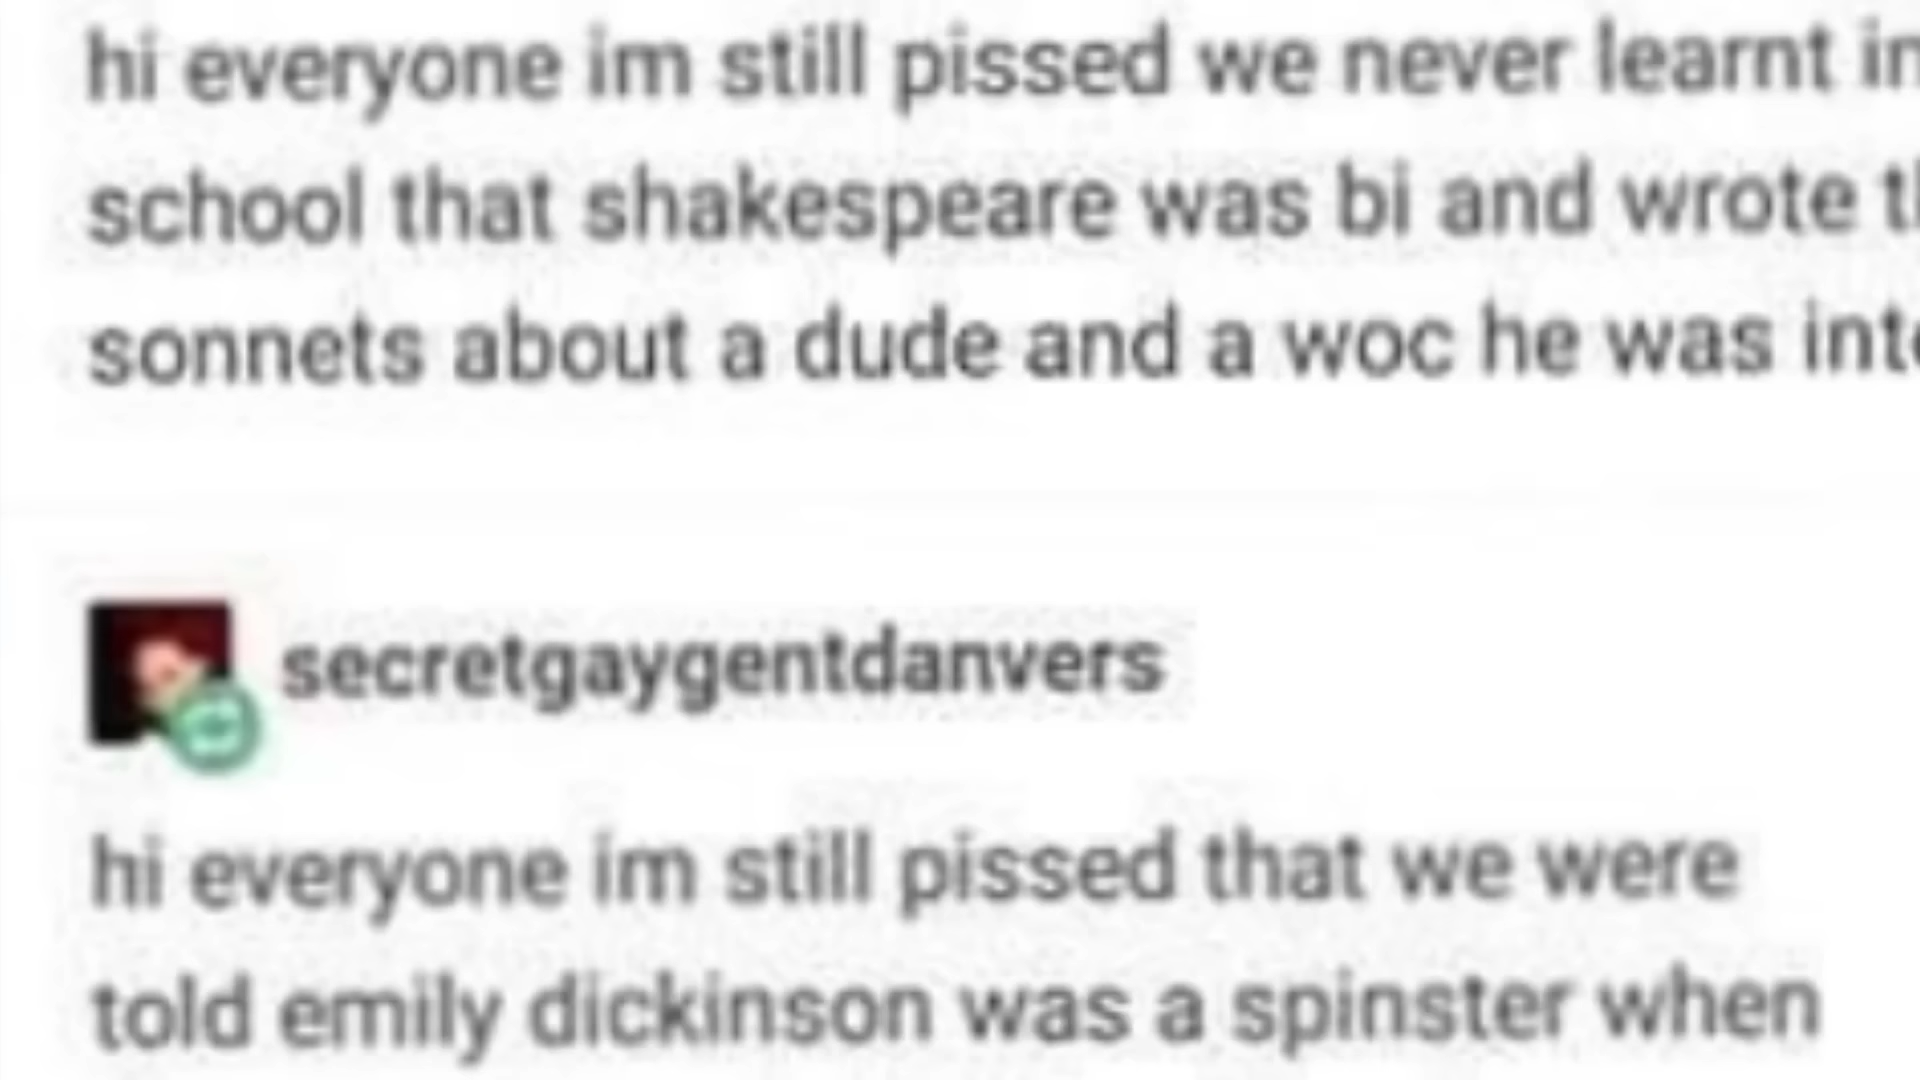 hi everyone im still pissed we never learnt in
school that shakespeare was bi and wrote
sonnets about a dude and a woc he was
secretgaygentdanvers
hi everyone im still pissed that we were
told emily dickinson was a spinster when